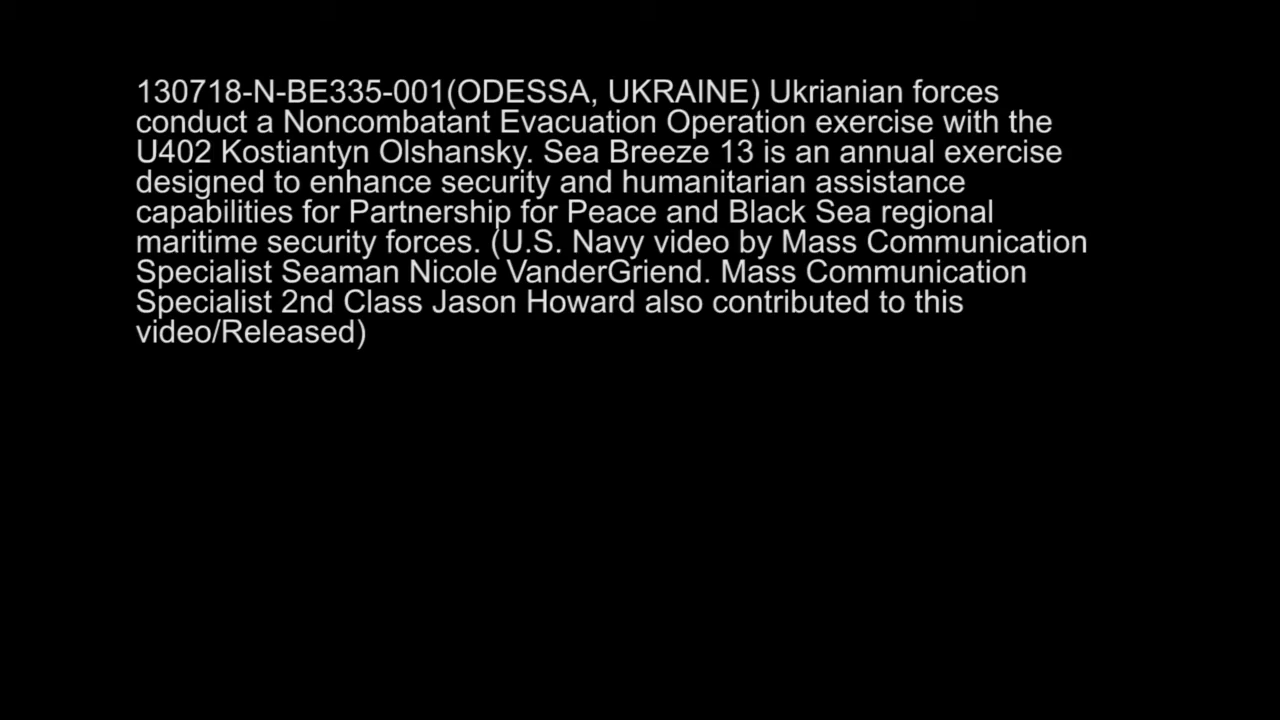 130718-N-BE335-001(ODESSA, UKRAINE) Ukrianian forces
conduct a Noncombatant Evacuation Operation exercise with the
U402 Kostiantyn Olshansky. Sea Breeze 13 is an annual exercise
designed to enhance security and humanitarian assistance
capabilities for Partnership for Peace and Black Sea regional
maritime security forces. (U.S. Navy video by Mass Communication
Specialist Seaman Nicole VanderGriend. Mass Communication
Specialist 2nd Class Jason Howard also contributed to this
video/Released)